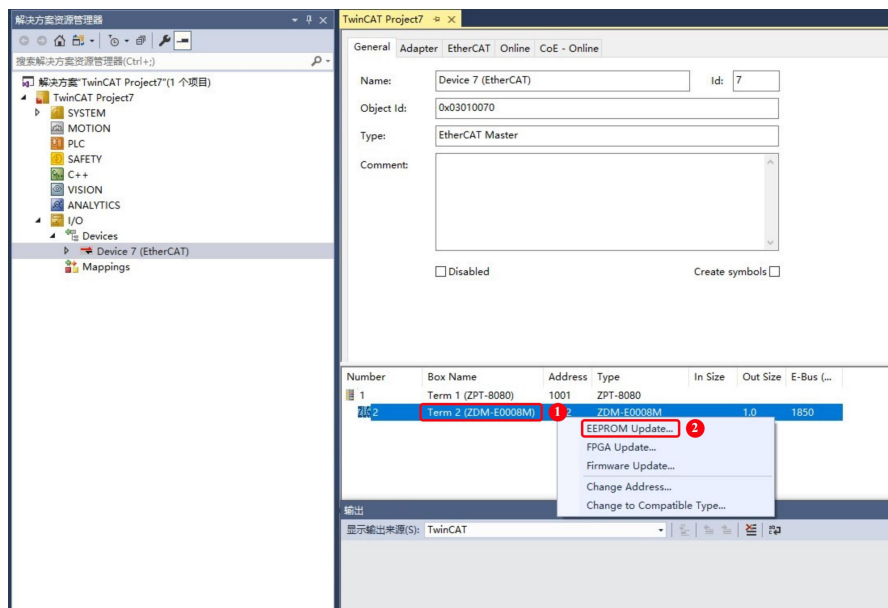 解决方案资源管理器
搜索解决方案资源管理器(Ctrl+;)
解决方案"TwinCAT Project7"(1 个项目)
TwinCAT Project7
SYSTEM
MOTION
PLC
SAFETY
C++
VISION
ANALYTICS
I/O
Devices
Device 7 (EtherCAT)
Mappings
TwinCAT Project7
General Adapter EtherCAT Online CoE - Online
Name: Device 7 (EtherCAT) Id: 7
Object Id: 0x03010070
Type: EtherCAT Master
Comment:
Disabled Create symbols
Number Box Name Address Type In Size Out Size E-Bus (...
1 Term 1 (ZPT-8080) 1001 ZPT-8080
2 Term 2 (ZDM-E0008M) 1 2 ZDM-E0008M 1.0 1850
EEPROM Update... 2
FPGA Update...
Firmware Update...
Change Address...
Change to Compatible Type...
输出
显示输出来源(S): TwinCAT